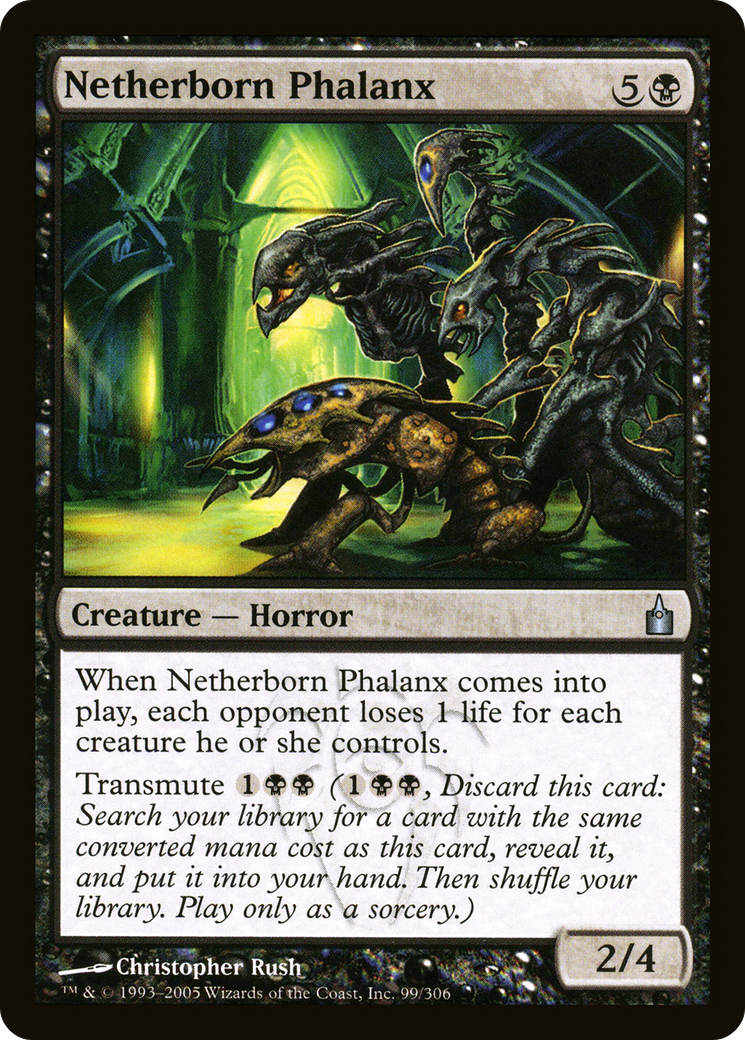 Netherborn Phalanx 5
Creature — Horror
When Netherborn Phalanx comes into
play, each opponent loses 1 life for each
creature he or she controls.
Transmute 1 (1, Discard this card:
Search your library for a card with the same
converted mana cost as this card, reveal it,
and put it into your hand. Then shuffle your
library. Play only as a sorcery.)
2/4
Christopher Rush
™ & © 1993–2005 Wizards of the Coast, Inc. 99/306